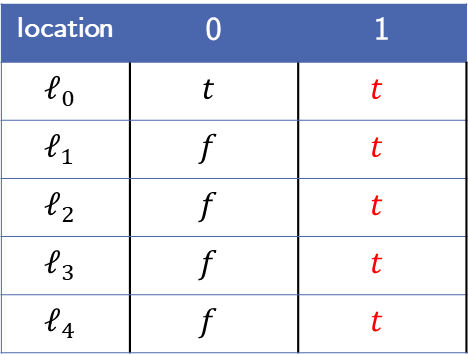 location 0 1
ℓ₀ t t
ℓ₁ f t
ℓ₂ f t
ℓ₃ f t
ℓ₄ f t